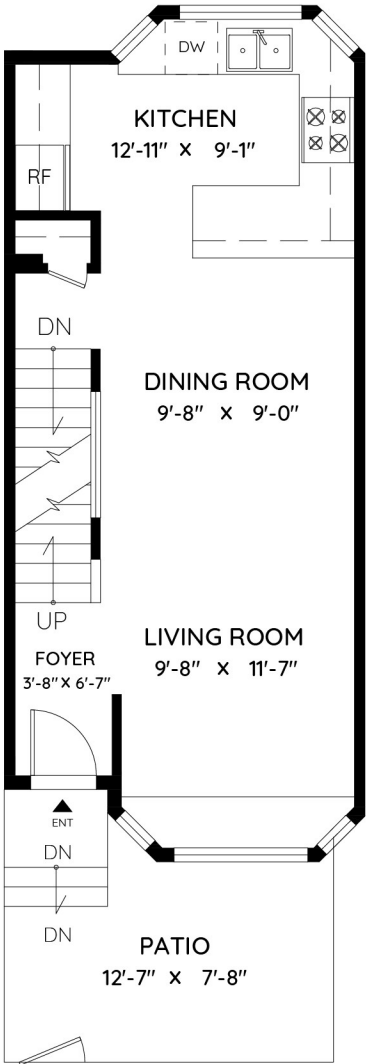 DW
KITCHEN
12'-11" X 9'-1"
RF
DN
DINING ROOM
9'-8" X 9'-0"
UP
LIVING ROOM
9'-8" X 11'-7"
FOYER
3'-8" X 6'-7"
ENT
DN
DN
PATIO
12'-7" X 7'-8"